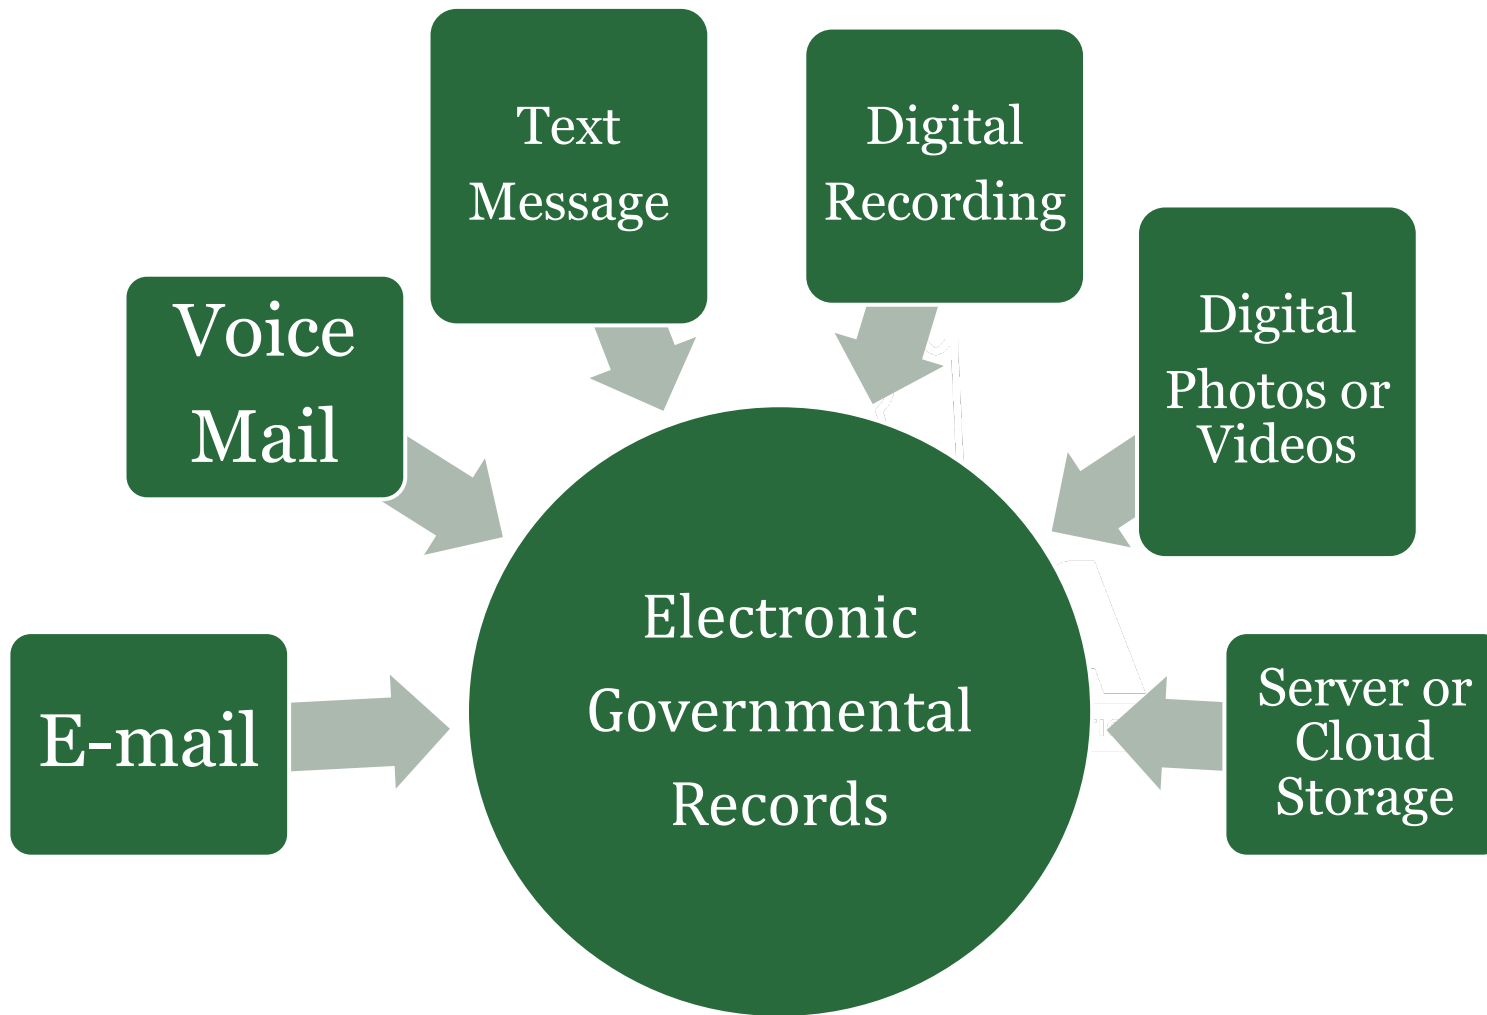 Text
Message
Digital
Recording
Voice
Mail
Digital
Photos or
Videos
E-mail
Electronic
Governmental
Records
Server or
Cloud
Storage